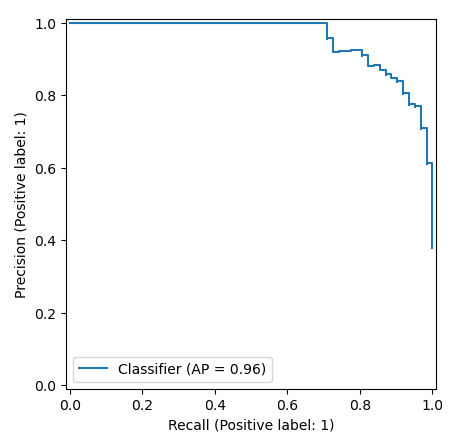 1.0
0.8
0.6
0.4
0.2
0.0
Precision (Positive label: 1)
Classifier (AP = 0.96)
0.0 0.2 0.4 0.6 0.8 1.0
Recall (Positive label: 1)